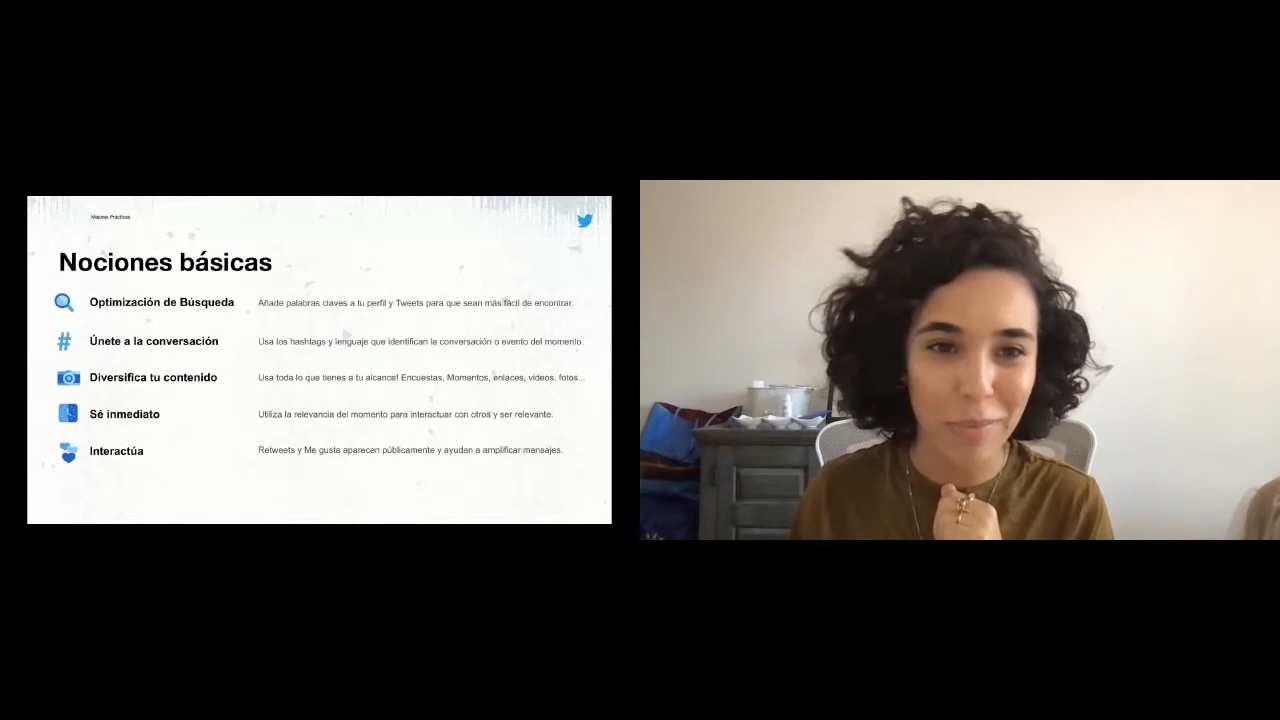 Mejores Prácticas
Nociones básicas
Optimización de Búsqueda Añade palabras claves a tu perfil y Tweets para que sean más fácil de encontrar.
# Únete a la conversación Usa los hashtags y lenguaje que identifican la conversación o evento del momento.
Diversifica tu contenido Usa toda lo que tienes a tu alcance! Encuestas, Momentos, enlaces, videos, fotos...
Sé inmediato Utiliza la relevancia del momento para interactuar con otros y ser relevante.
Interactúa Retweets y Me gusta aparecen públicamente y ayudan a amplificar mensajes.